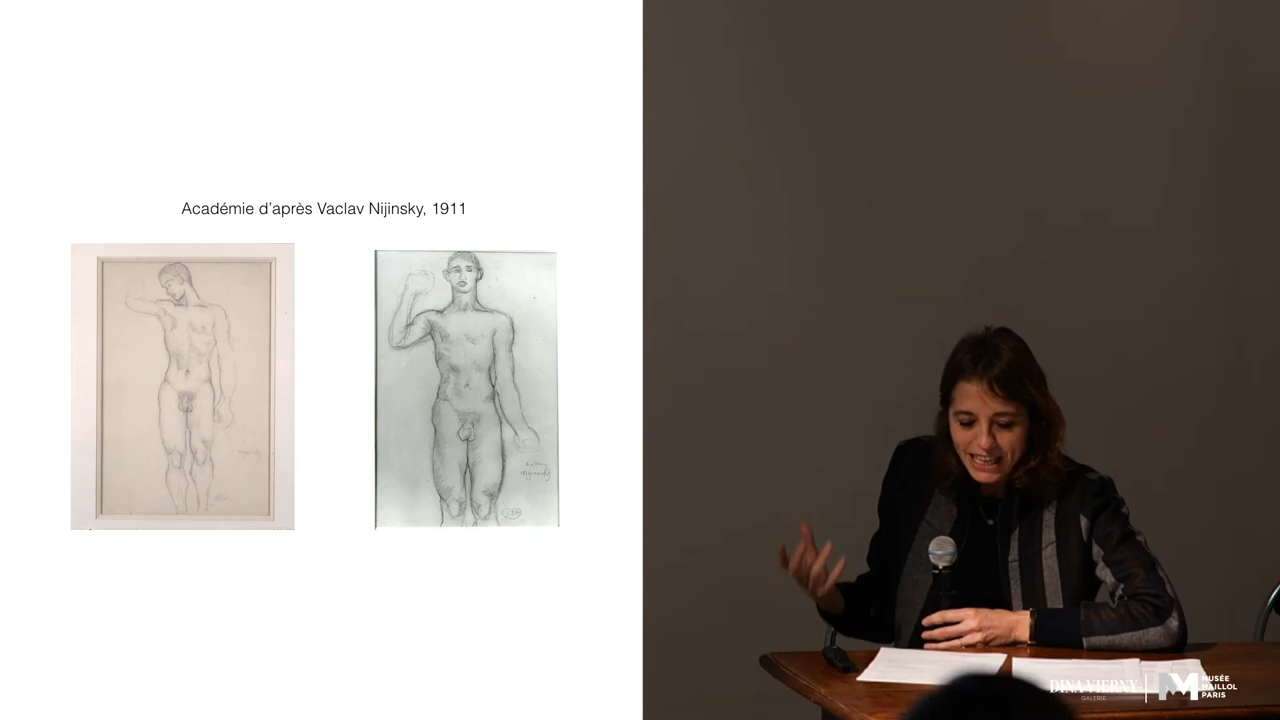 Académie d'après Vaclav Nijinsky, 1911
DINA VIERNY
GALERIE
MUSÉE
MAILLOL
PARIS